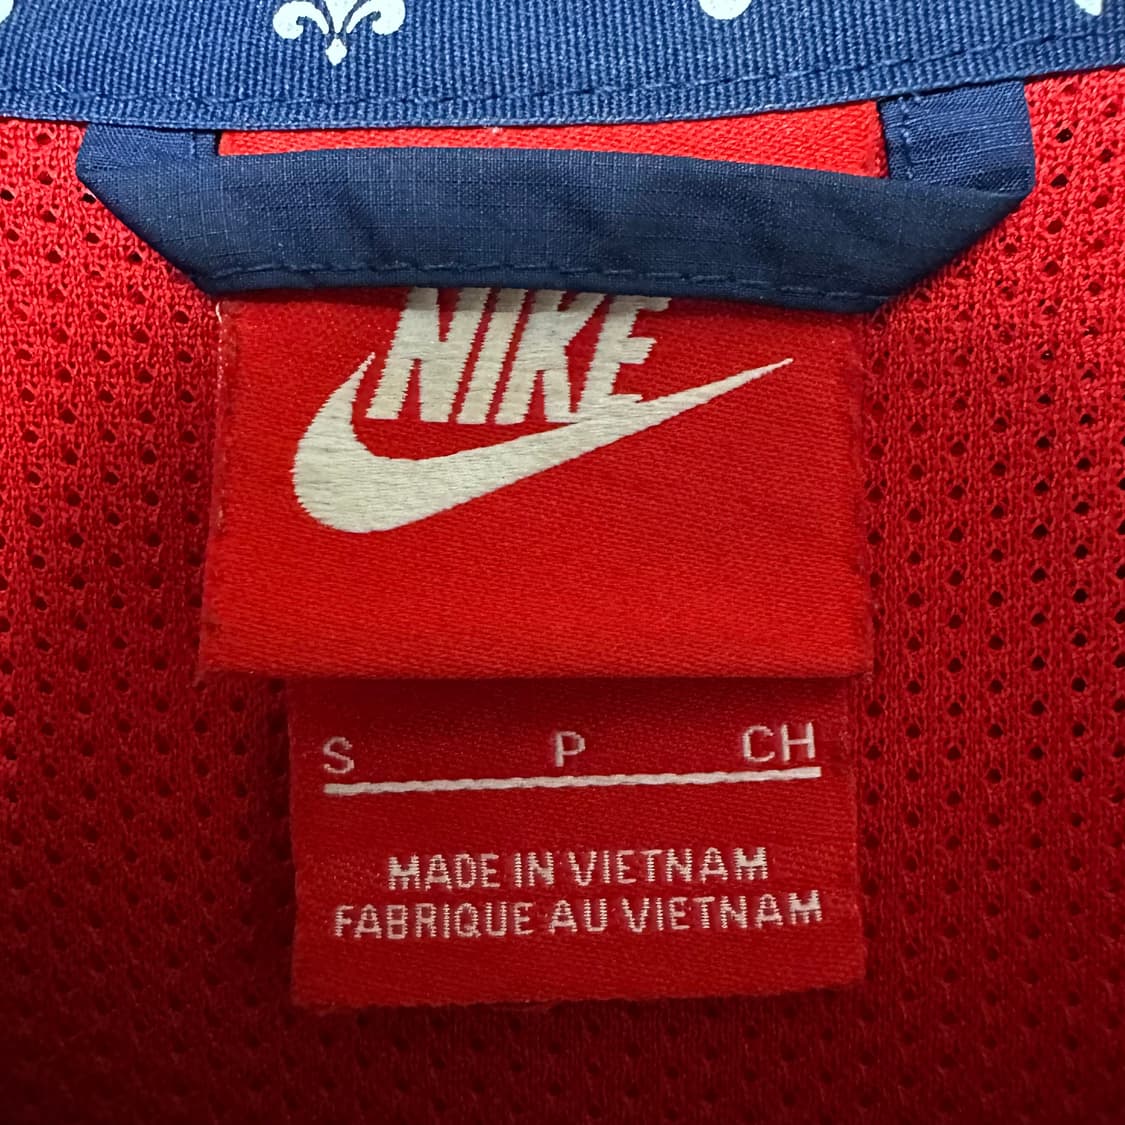 NIKE
S P CH
MADE IN VIETNAM
FABRIQUE AU VIETNAM